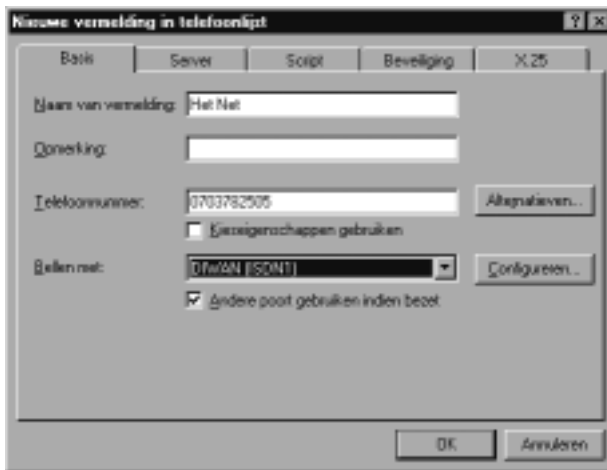 Nieuwe vermelding in telefoonlijst
Basis Server Script Beveiliging X.25
Naam van vermelding: Het Net
Opmerking:
Telefoonnummer: 0703782505 Alternatieven...
Kieseigenschappen gebruiken
Bellen met: (ISDN1) Configureren...
Andere poort gebruiken indien bezet
OK Annuleren